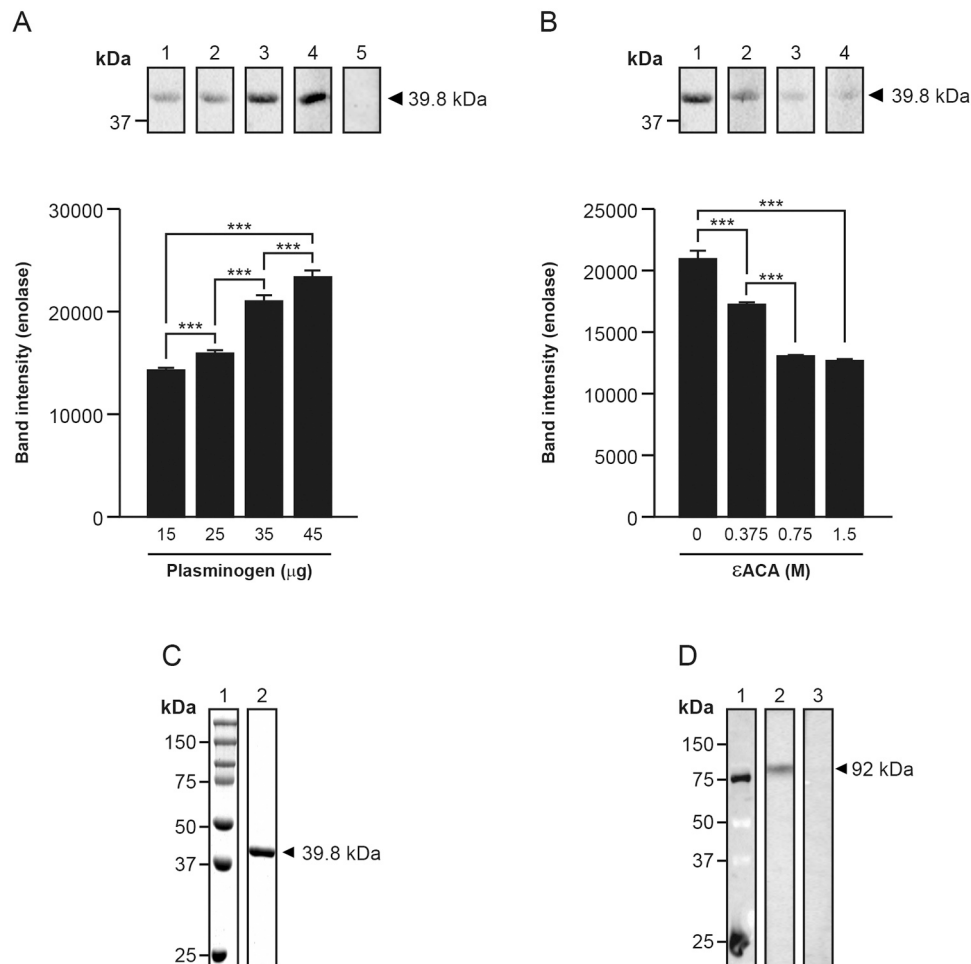 A
kDa 1 2 3 4 5
39.8 kDa
37
30000
20000
10000
0
Band intensity (enolase)
*** 
***
***
***
15 25 35 45
Plasminogen (µg)
B
kDa 1 2 3 4
39.8 kDa
37
25000
20000
15000
10000
5000
0
Band intensity (enolase)
***
***
***
0 0.375 0.75 1.5
εACA (M)
C
kDa 1 2
150
75
50
37
25
39.8 kDa
D
kDa 1 2 3
150
75
50
37
25
92 kDa